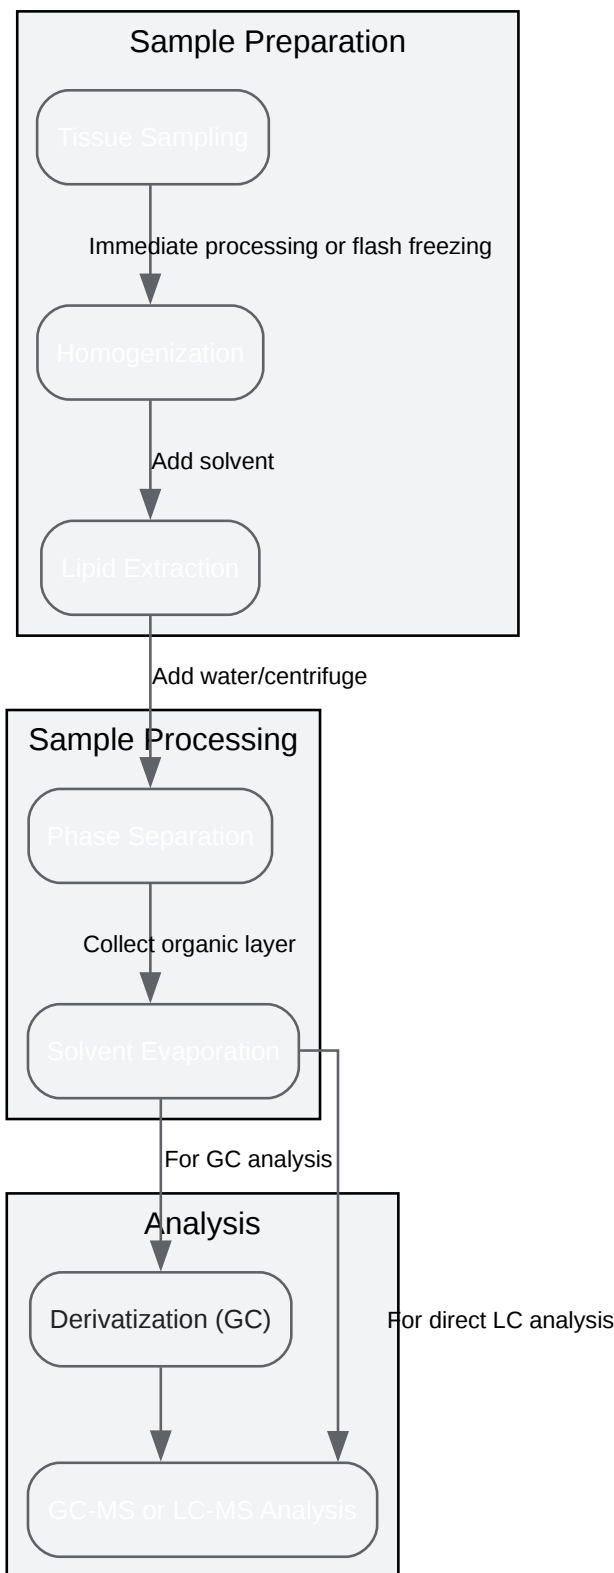 Sample Preparation
Tissue Sampling
Immediate processing or flash freezing
Homogenization
Add solvent
Lipid Extraction
Add water/centrifuge
Sample Processing
Phase Separation
Collect organic layer
Solvent Evaporation
For GC analysis
Analysis
Derivatization (GC)
For direct LC analysis
GC-MS or LC-MS Analysis